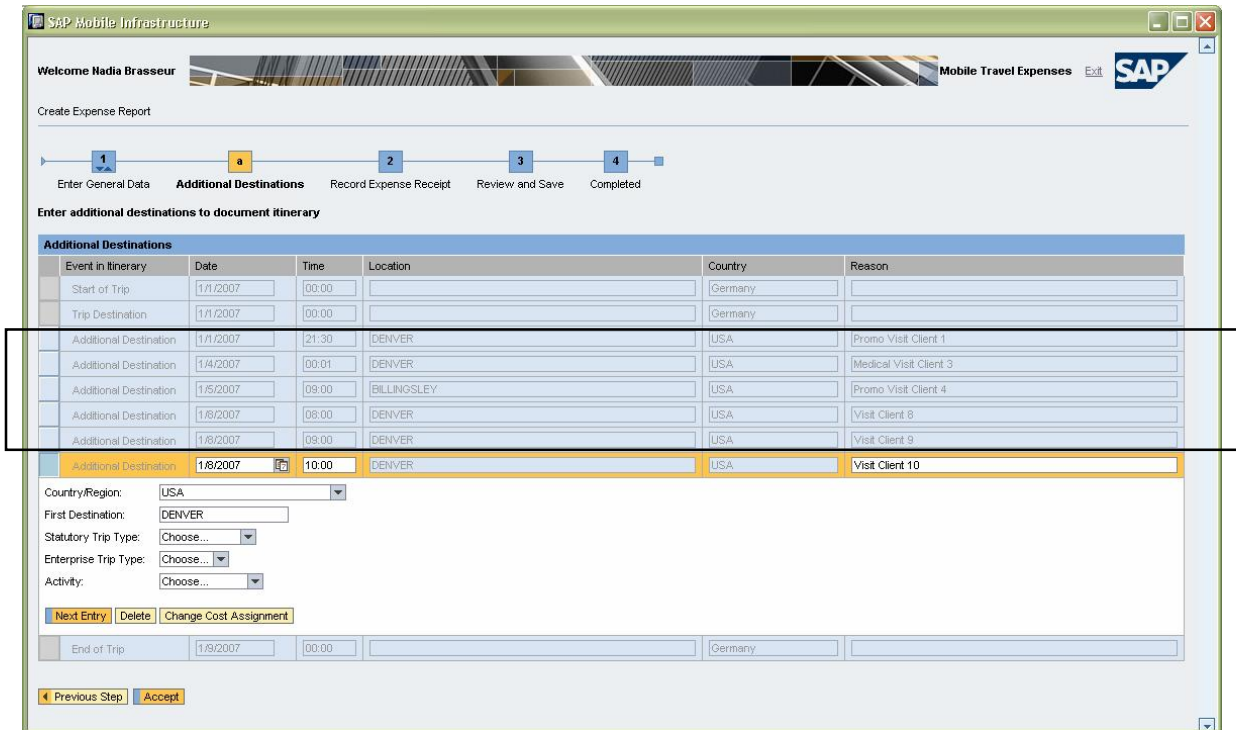 SAP Mobile Infrastructure
Welcome Nadia Brasseur Mobile Travel Expenses Exit SAP
Create Expense Report
1 a 2 3 4
Enter General Data Additional Destinations Record Expense Receipt Review and Save Completed
Enter additional destinations to document itinerary
Additional Destinations
Event in Itinerary Date Time Location Country Reason
Start of Trip 1/1/2007 00:00 Germany
Trip Destination 1/1/2007 00:00 Germany
Additional Destination 1/1/2007 21:30 DENVER USA Promo Visit Client 1
Additional Destination 1/4/2007 00:01 DENVER USA Medical Visit Client 3
Additional Destination 1/5/2007 09:00 BILLINGSLEY USA Promo Visit Client 4
Additional Destination 1/8/2007 08:00 DENVER USA Visit Client 8
Additional Destination 1/8/2007 09:00 DENVER USA Visit Client 9
Additional Destination 1/8/2007 10:00 DENVER USA Visit Client 10
Country/Region: USA
First Destination: DENVER
Statutory Trip Type: Choose...
Enterprise Trip Type: Choose...
Activity: Choose...
Next Entry Delete Change Cost Assignment
End of Trip 1/9/2007 00:00 Germany
Previous Step Accept